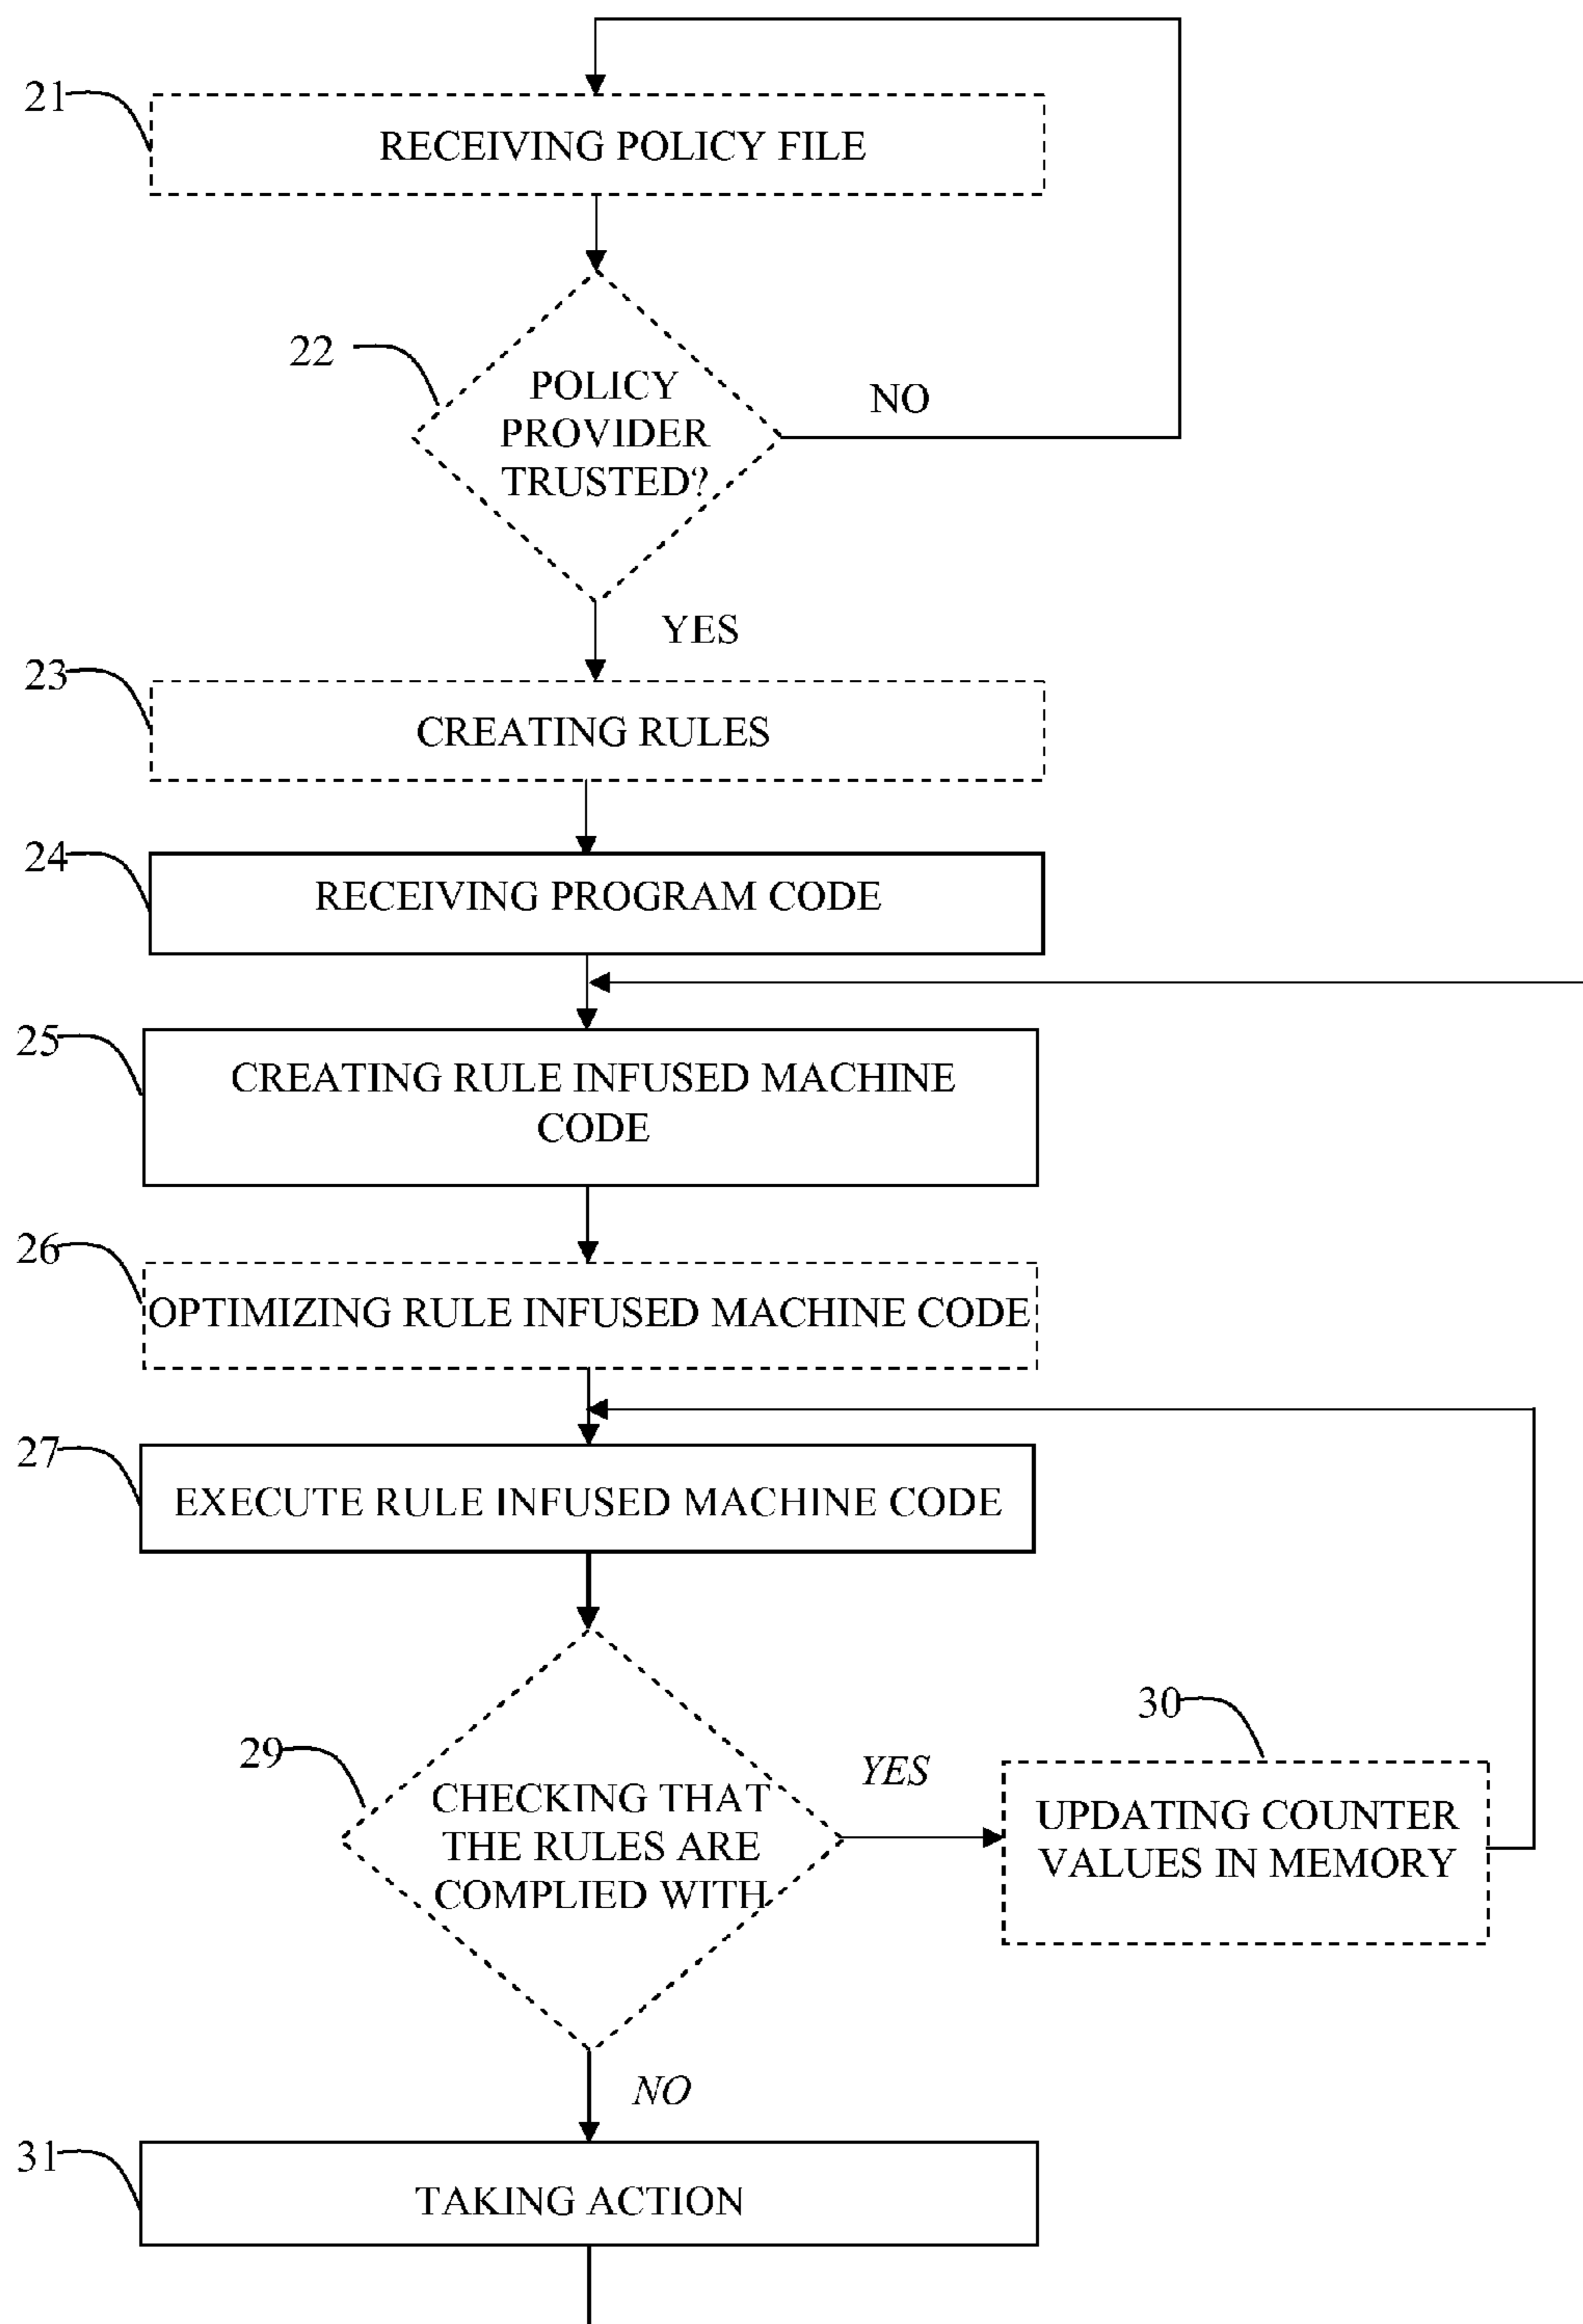 21
RECEIVING POLICY FILE
22
POLICY
PROVIDER
TRUSTED?
NO
YES
23
CREATING RULES
24
RECEIVING PROGRAM CODE
25
CREATING RULE INFUSED MACHINE
CODE
26
OPTIMIZING RULE INFUSED MACHINE CODE
27
EXECUTE RULE INFUSED MACHINE CODE
29
CHECKING THAT
THE RULES ARE
COMPLIED WITH
YES
30
UPDATING COUNTER
VALUES IN MEMORY
NO
31
TAKING ACTION